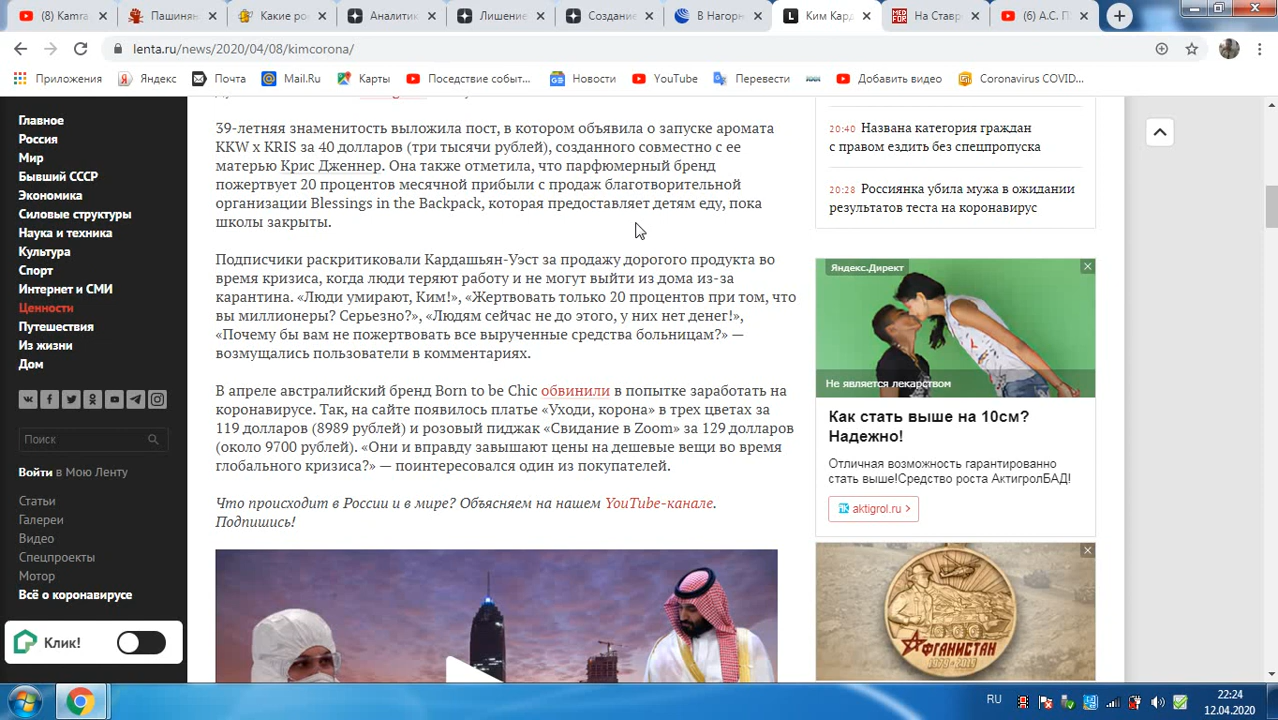 (8) Kamra
Пашинян
Какие ро
Аналитик
Лишение
Создание
В Нагорн
Ким Кард
На Ставр
(6) А.С. П
lenta.ru/news/2020/04/08/kimcorona/
Приложения
Яндекс
Почта
Mail.Ru
Карты
Поседствие событ...
Новости
YouTube
Перевести
Добавить видео
Coronavirus COVID...
Главное
Россия
Мир
Бывший СССР
Экономика
Силовые структуры
Наука и техника
Культура
Спорт
Интернет и СМИ
Ценности
Путешествия
Из жизни
Дом
Поиск
Войти в Мою Ленту
Статьи
Галереи
Видео
Спецпроекты
Мотор
Всё о коронавирусе
Клик!
39-летняя знаменитость выложила пост, в котором объявила о запуске аромата
KKW x KRIS за 40 долларов (три тысячи рублей), созданного совместно с ее
матерью Крис Дженнер. Она также отметила, что парфюмерный бренд
пожертвует 20 процентов месячной прибыли с продаж благотворительной
организации Blessings in the Backpack, которая предоставляет детям еду, пока
школы закрыты.
Подписчики раскритиковали Кардашьян-Уэст за продажу дорогого продукта во
время кризиса, когда люди теряют работу и не могут выйти из дома из-за
карантина. «Люди умирают, Ким!», «Жертвовать только 20 процентов при том, что
вы миллионеры? Серьезно?», «Людям сейчас не до этого, у них нет денег!»,
«Почему бы вам не пожертвовать все вырученные средства больницам?» —
возмущались пользователи в комментариях.
В апреле австралийский бренд Born to be Chic обвинили в попытке заработать на
коронавирусе. Так, на сайте появилось платье «Уходи, корона» в трех цветах за
119 долларов (8989 рублей) и розовый пиджак «Свидание в Zoom» за 129 долларов
(около 9700 рублей). «Они и вправду завышают цены на дешевые вещи во время
глобального кризиса?» — поинтересовался один из покупателей.
Что происходит в России и в мире? Объясняем на нашем YouTube-канале.
Подпишись!
20:40 Названа категория граждан
с правом ездить без спецпропуска
20:28 Россиянка убила мужа в ожидании
результатов теста на коронавирус
Яндекс.Директ
Не является лекарством
Как стать выше на 10см?
Надежно!
Отличная возможность гарантированно
стать выше!Средство роста АктигролБАД!
aktigrol.ru
АФГАНИСТАН
RU
22:24
12.04.2020